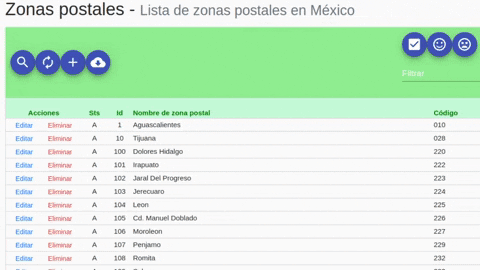 Zonas postales - Lista de zonas postales en México
Filtrar
Acciones Sts Id Nombre de zona postal Código
Editar Eliminar A 1 Aguascalientes 010
Editar Eliminar A 10 Tijuana 028
Editar Eliminar A 100 Dolores Hidalgo 220
Editar Eliminar A 101 Irapuato 222
Editar Eliminar A 102 Jaral Del Progreso 223
Editar Eliminar A 103 Jerecuaro 224
Editar Eliminar A 104 Leon 225
Editar Eliminar A 105 Cd. Manuel Doblado 226
Editar Eliminar A 106 Moroleon 227
Editar Eliminar A 107 Penjamo 229
Editar Eliminar A 108 Romita 232